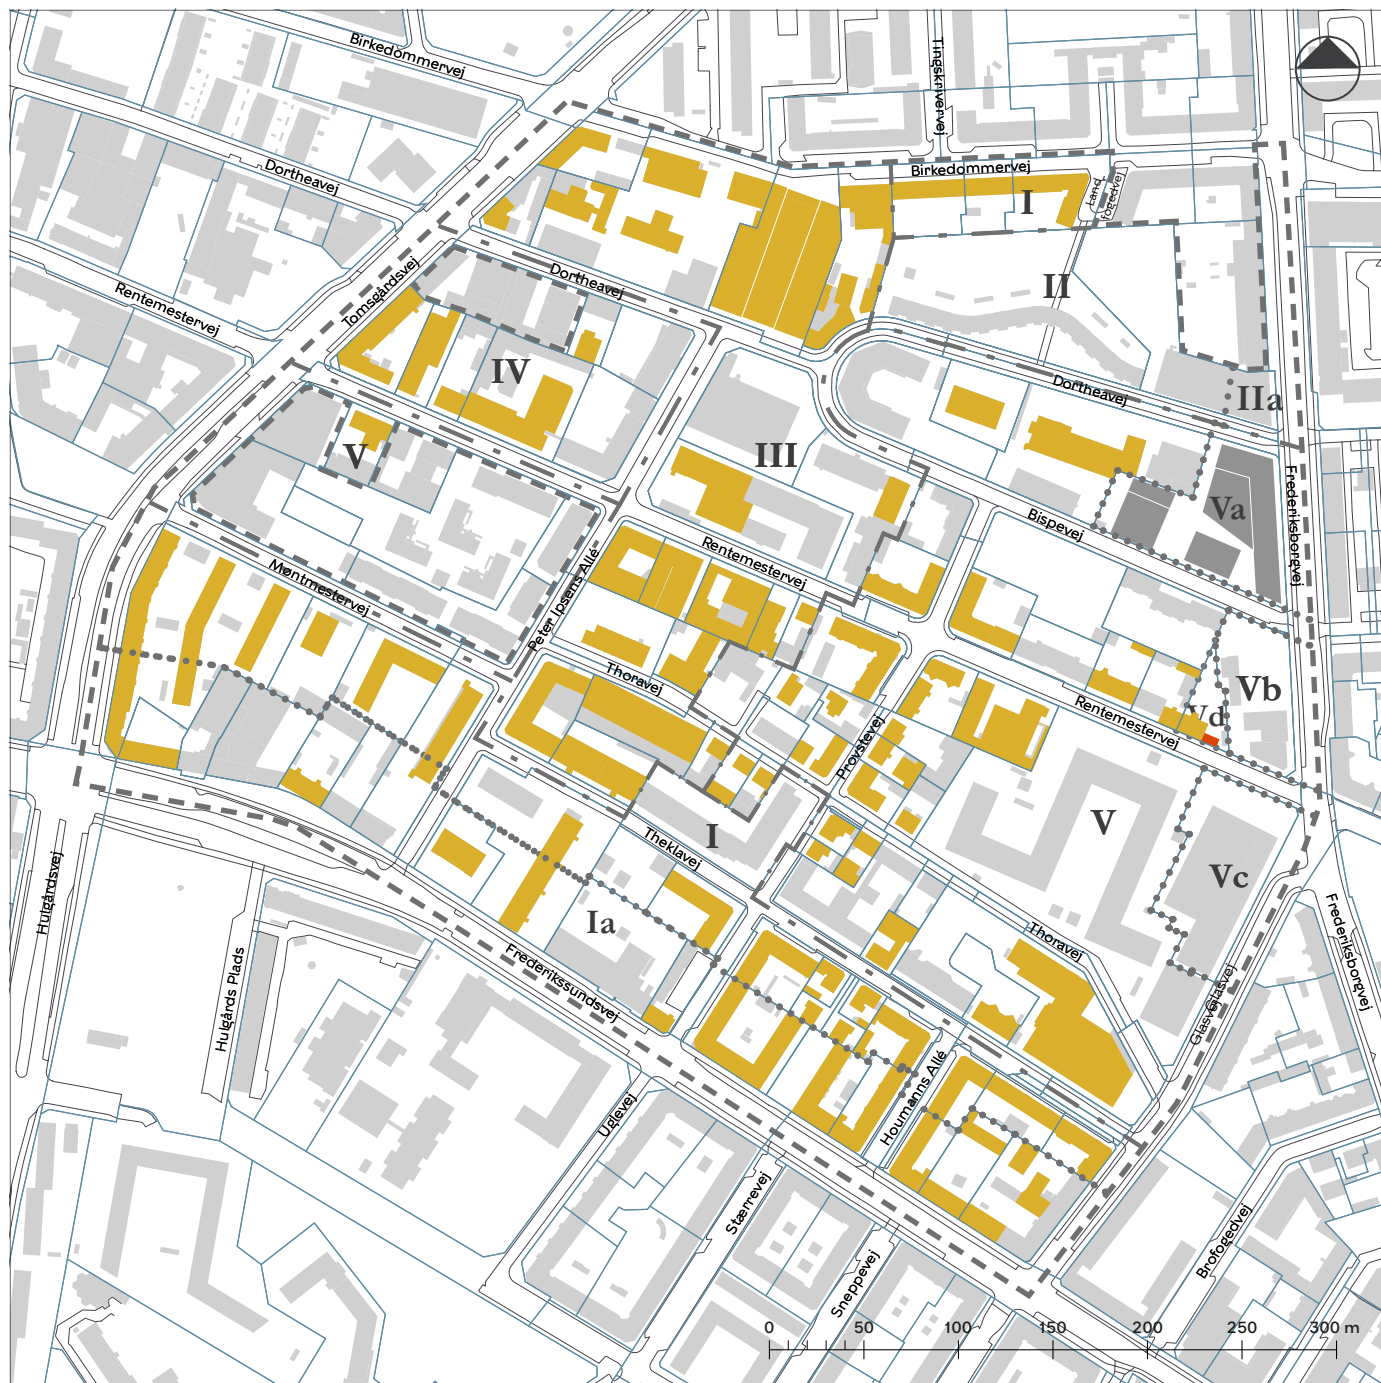 Birkedommervej
Tingskrivervej
Dortheavej
Birkedommervej
Land-
fogedvej
I
Rentemestervej
Tomsgårdsvej
Dortheavej
II
IV
Dortheavej
IIa
V
III
Frederiksborgvej
Va
Bispevej
Møntmestervej
Peter Ipsens Allé
Rentemestervej
Thoravej
Provstevej
Rentemestervej
Vb
Vd
Theklavej
I
V
Vc
Hulgårdsvej
Ia
Thoravej
Frederiksborgvej
Hulgårds Plads
Frederikssundsvej
Glasvej
Glasvej
Uglevej
Houmanns Allé
Stærrevej
Sneppevej
Brofogedvej
0 50 100 150 200 250 300 m